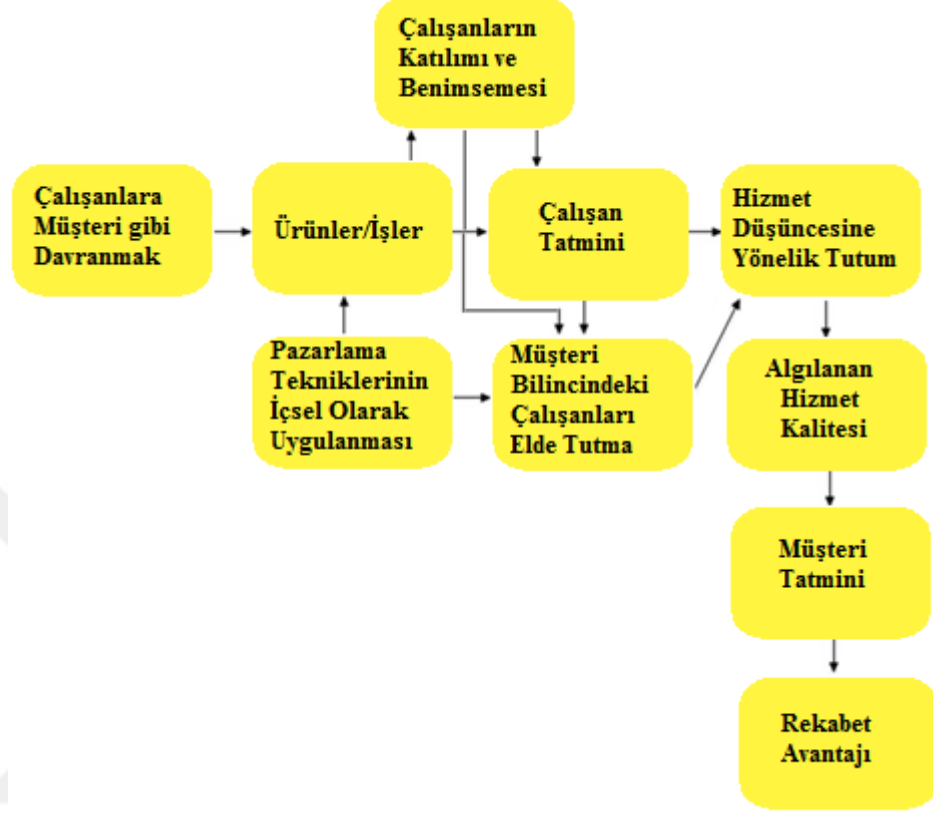 Çalışanların
Katılımı ve
Benimsemesi
Çalışanlara
Müşteri gibi
Davranmak
Ürünler/İşler
Çalışan
Tatmini
Hizmet
Düşüncesine
Yönelik Tutum
Pazarlama
Tekniklerinin
İçsel Olarak
Uygulanması
Müşteri
Bilincindeki
Çalışanları
Elde Tutma
Algılanan
Hizmet
Kalitesi
Müşteri
Tatmini
Rekabet
Avantajı